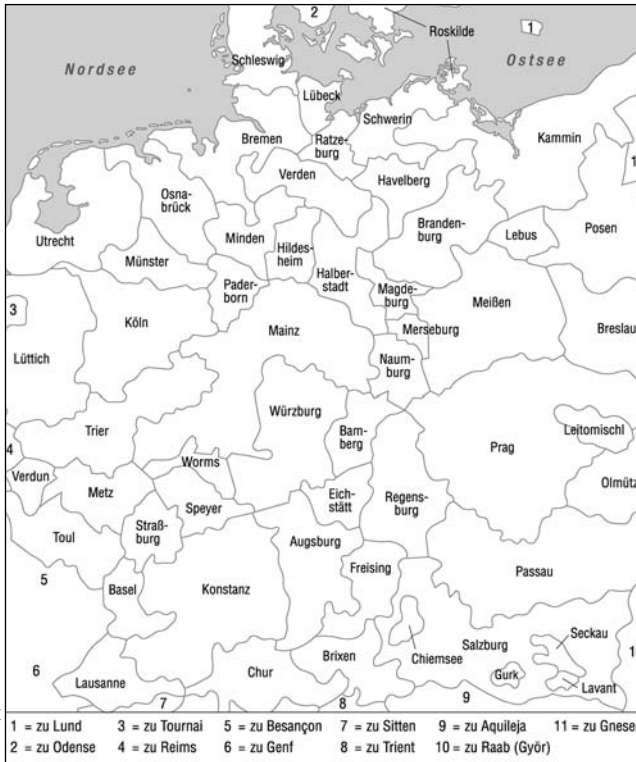 2
Roskilde
1
Nordsee
Ostsee
Schleswig
Lübeck
Schwerin
Kammin
Bremen
Ratze-
burg
Verden
Havelberg
Osna-
brück
Branden-
burg
Utrecht
Minden
Hildes-
heim
Halber-
stadt
Lebus
Posen
Münster
Pader-
born
Magde-
burg
Meißen
3
Köln
Mainz
Merseburg
Breslau
Lüttich
Naum-
burg
Würzburg
Trier
Bam-
berg
Prag
Leitomischl
4
Worms
Verdun
Metz
Speyer
Eich-
stätt
Regens-
burg
Olmütz
Toul
Straß-
burg
Augsburg
Freising
Passau
5
Basel
Konstanz
Seckau
Salzburg
Brixen
Chiemsee
6
Lausanne
Chur
Gurk
Lavant
7
8
9
1 = zu Lund 3 = zu Tournai 5 = zu Besançon 7 = zu Sitten 9 = zu Aquileja 11 = zu Gnese
2 = zu Odense 4 = zu Reims 6 = zu Genf 8 = zu Trient 10 = zu Raab (Györ)